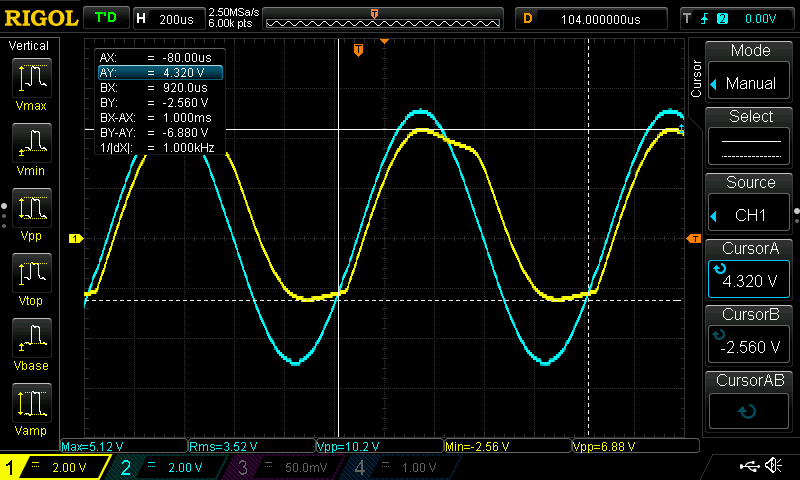 RIGOL T'D H 200us 2.50MSa/s 6.00k pts T D 104.000000us T 2 0.00V
Vertical
Vmax
Vmin
Vpp
Vtop
Vbase
Vamp
T
AX: = -80.00us
AY: = 4.320 V
BX: = 920.0us
BY: = -2.560 V
BX-AX: = 1.000ms
BY-AY: = -6.880 V
1/|dX|: = 1.000kHz
1
T
Cursor
Mode
Manual
Select
Source
CH1
CursorA
4.320 V
CursorB
-2.560 V
CursorAB
Max=5.12 V Rms=3.52 V Vpp=10.2 V Min=-2.56 V Vpp=6.88 V
1 = 2.00 V 2 = 2.00 V 3 = 50.0mV 4 = 1.00 V